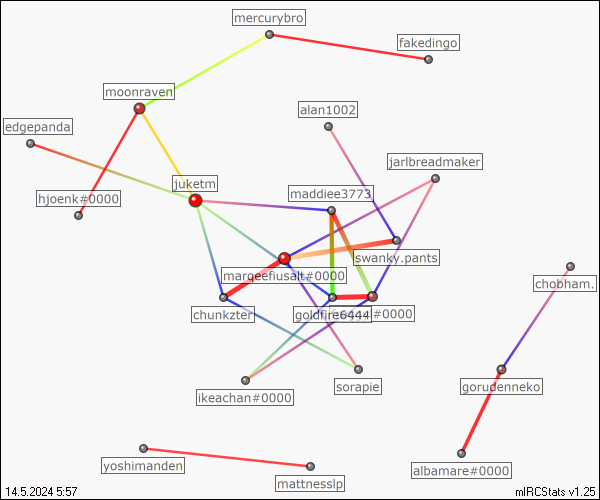 mercurybro
fakedingo
moonraven
alan1002
edgepanda
jarlbreadmaker
juketm
maddiee3773
hjoenk#0000
swanky.pants
marqeefiusalt#0000
chobham.
chunkzter
goldfire6444
#0000
sorapie
gorudenneko
ikeachan#0000
yoshimanden
albamare#0000
mattnesslp
14.5.2024 5:57
mIRCStats v1.25